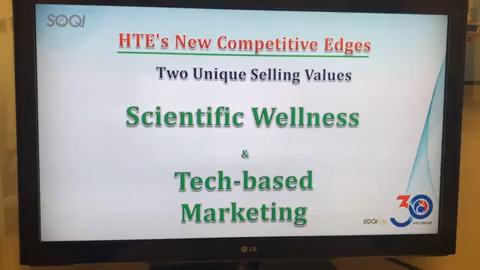 SOQI
HTE's New Competitive Edges
Two Unique Selling Values
Scientific Wellness
&
Tech-based
Marketing
SOQI
30
LG